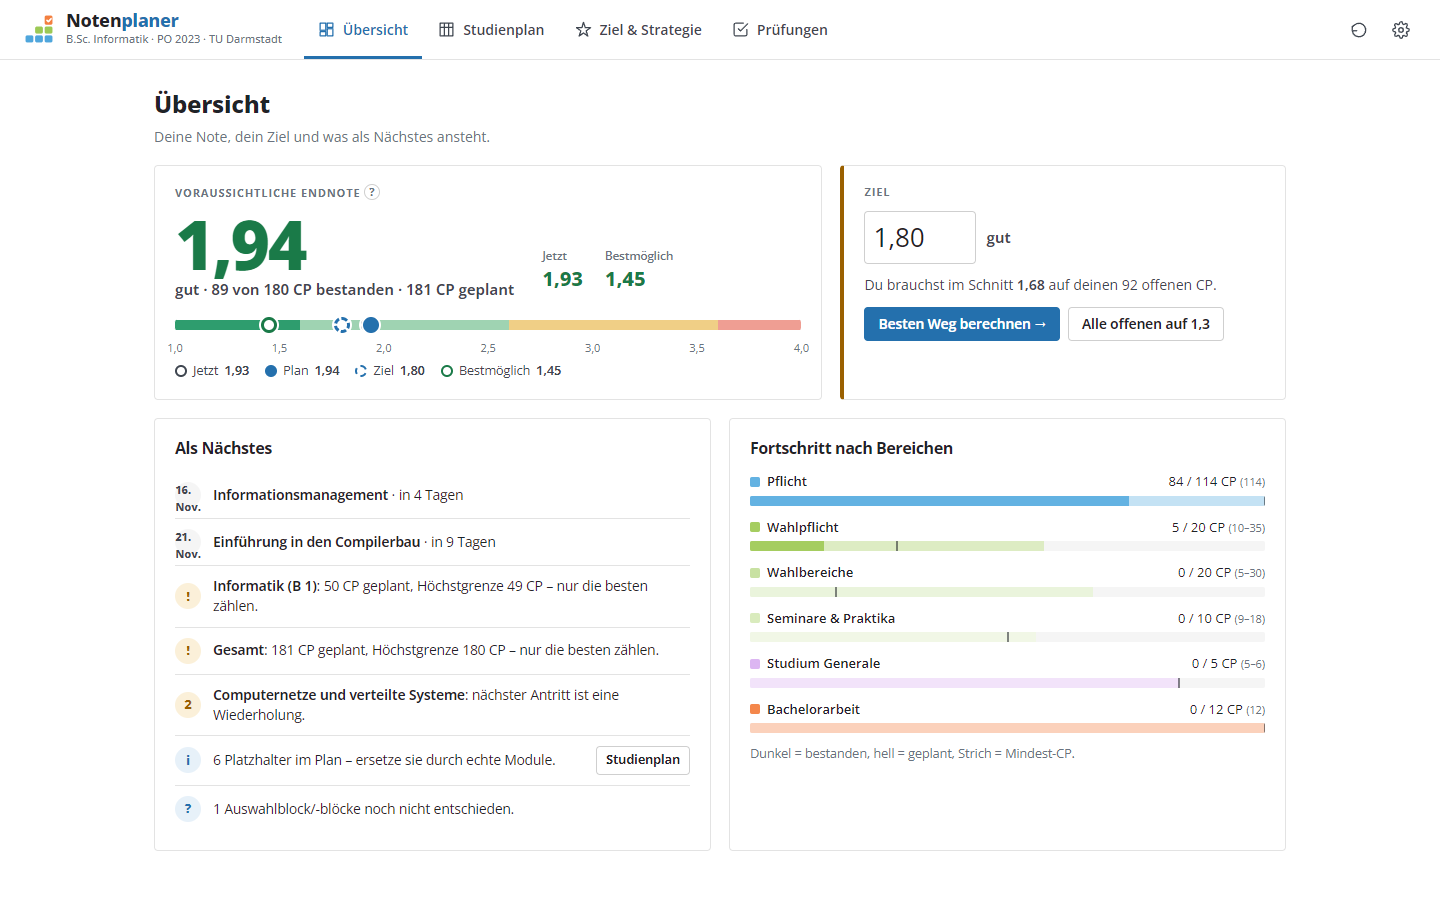 Notenplaner
B.Sc. Informatik · PO 2023 · TU Darmstadt
Übersicht
Studienplan
Ziel & Strategie
Prüfungen
Übersicht
Deine Note, dein Ziel und was als Nächstes ansteht.
VORAUSSICHTLICHE ENDNOTE ?
1,94
gut · 89 von 180 CP bestanden · 181 CP geplant
Jetzt
1,93
Bestmöglich
1,45
1,0 1,5 2,0 2,5 3,0 3,5 4,0
Jetzt 1,93 Plan 1,94 Ziel 1,80 Bestmöglich 1,45
ZIEL
1,80 gut
Du brauchst im Schnitt 1,68 auf deinen 92 offenen CP.
Besten Weg berechnen →
Alle offenen auf 1,3
Als Nächstes
16. Nov.
Informationsmanagement · in 4 Tagen
21. Nov.
Einführung in den Compilerbau · in 9 Tagen
! Informatik (B 1): 50 CP geplant, Höchstgrenze 49 CP – nur die besten
zählen.
! Gesamt: 181 CP geplant, Höchstgrenze 180 CP – nur die besten zählen.
2 Computernetze und verteilte Systeme: nächster Antritt ist eine
Wiederholung.
i 6 Platzhalter im Plan – ersetze sie durch echte Module.
Studienplan
? 1 Auswahlblock/-blöcke noch nicht entschieden.
Fortschritt nach Bereichen
Pflicht 84 / 114 CP (114)
Wahlpflicht 5 / 20 CP (10–35)
Wahlbereiche 0 / 20 CP (5–30)
Seminare & Praktika 0 / 10 CP (9–18)
Studium Generale 0 / 5 CP (5–6)
Bachelorarbeit 0 / 12 CP (12)
Dunkel = bestanden, hell = geplant, Strich = Mindest-CP.